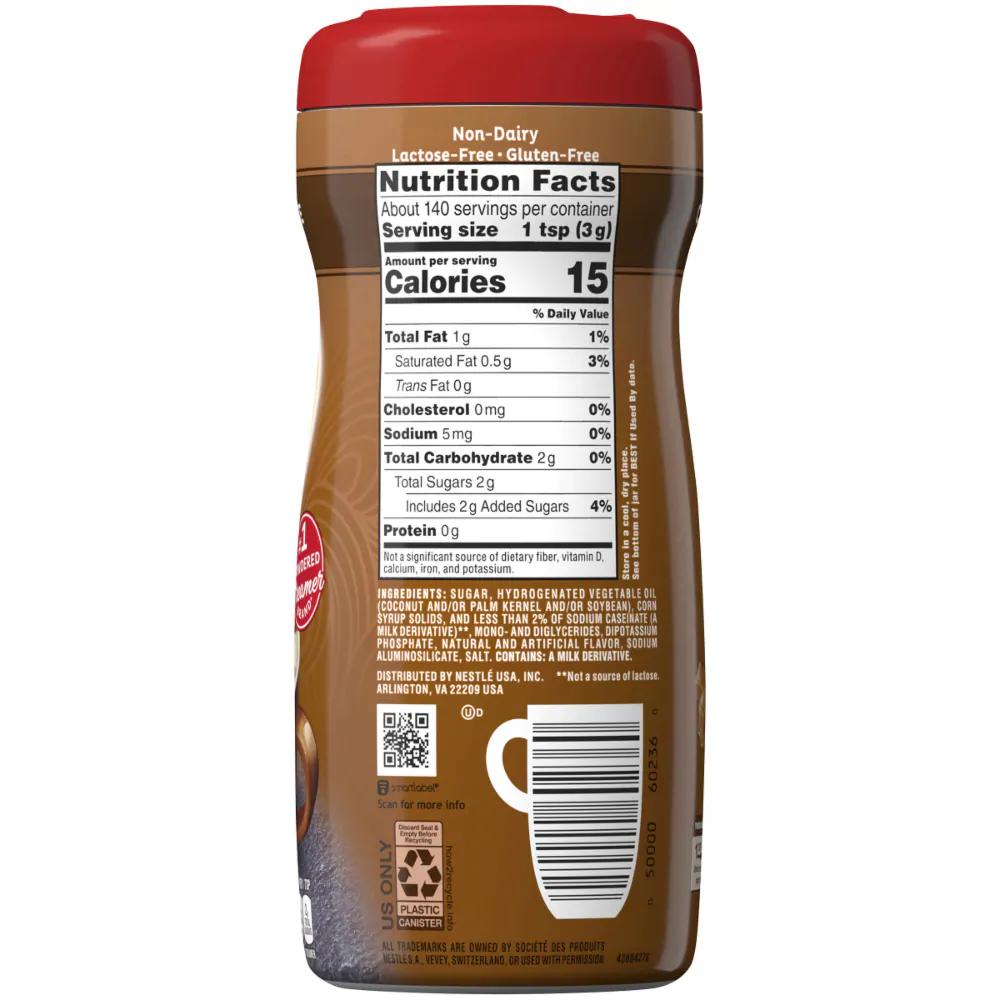 Non-Dairy
Lactose-Free • Gluten-Free
Nutrition Facts
About 140 servings per container
Serving size 1 tsp (3g)
Amount per serving
Calories 15
% Daily Value
Total Fat 1g 1%
Saturated Fat 0.5g 3%
Trans Fat 0g
Cholesterol 0mg 0%
Sodium 5mg 0%
Total Carbohydrate 2g 0%
Total Sugars 2g
Includes 2g Added Sugars 4%
Protein 0g
Not a significant source of dietary fiber, vitamin D,
calcium, iron, and potassium.
Store in a cool, dry place.
See bottom of jar for BEST If Used By date.
INGREDIENTS: SUGAR, HYDROGENATED VEGETABLE OIL
(COCONUT AND/OR PALM KERNEL AND/OR SOYBEAN), CORN
SYRUP SOLIDS, AND LESS THAN 2% OF SODIUM CASEINATE (A
MILK DERIVATIVE)**, MONO- AND DIGLYCERIDES, DIPOTASSIUM
PHOSPHATE, NATURAL AND ARTIFICIAL FLAVOR, SODIUM
ALUMINOSILICATE, SALT. CONTAINS: A MILK DERIVATIVE.
DISTRIBUTED BY NESTLÉ USA, INC. **Not a source of lactose.
ARLINGTON, VA 22209 USA
U D
smartlabel®
Scan for more info
US ONLY
Discard Seal &
Empty Before
Recycling
PLASTIC
CANISTER
how2recycle.info
50000 60236
ALL TRADEMARKS ARE OWNED BY SOCIÉTÉ DES PRODUITS
NESTLÉ S.A., VEVEY, SWITZERLAND, OR USED WITH PERMISSION